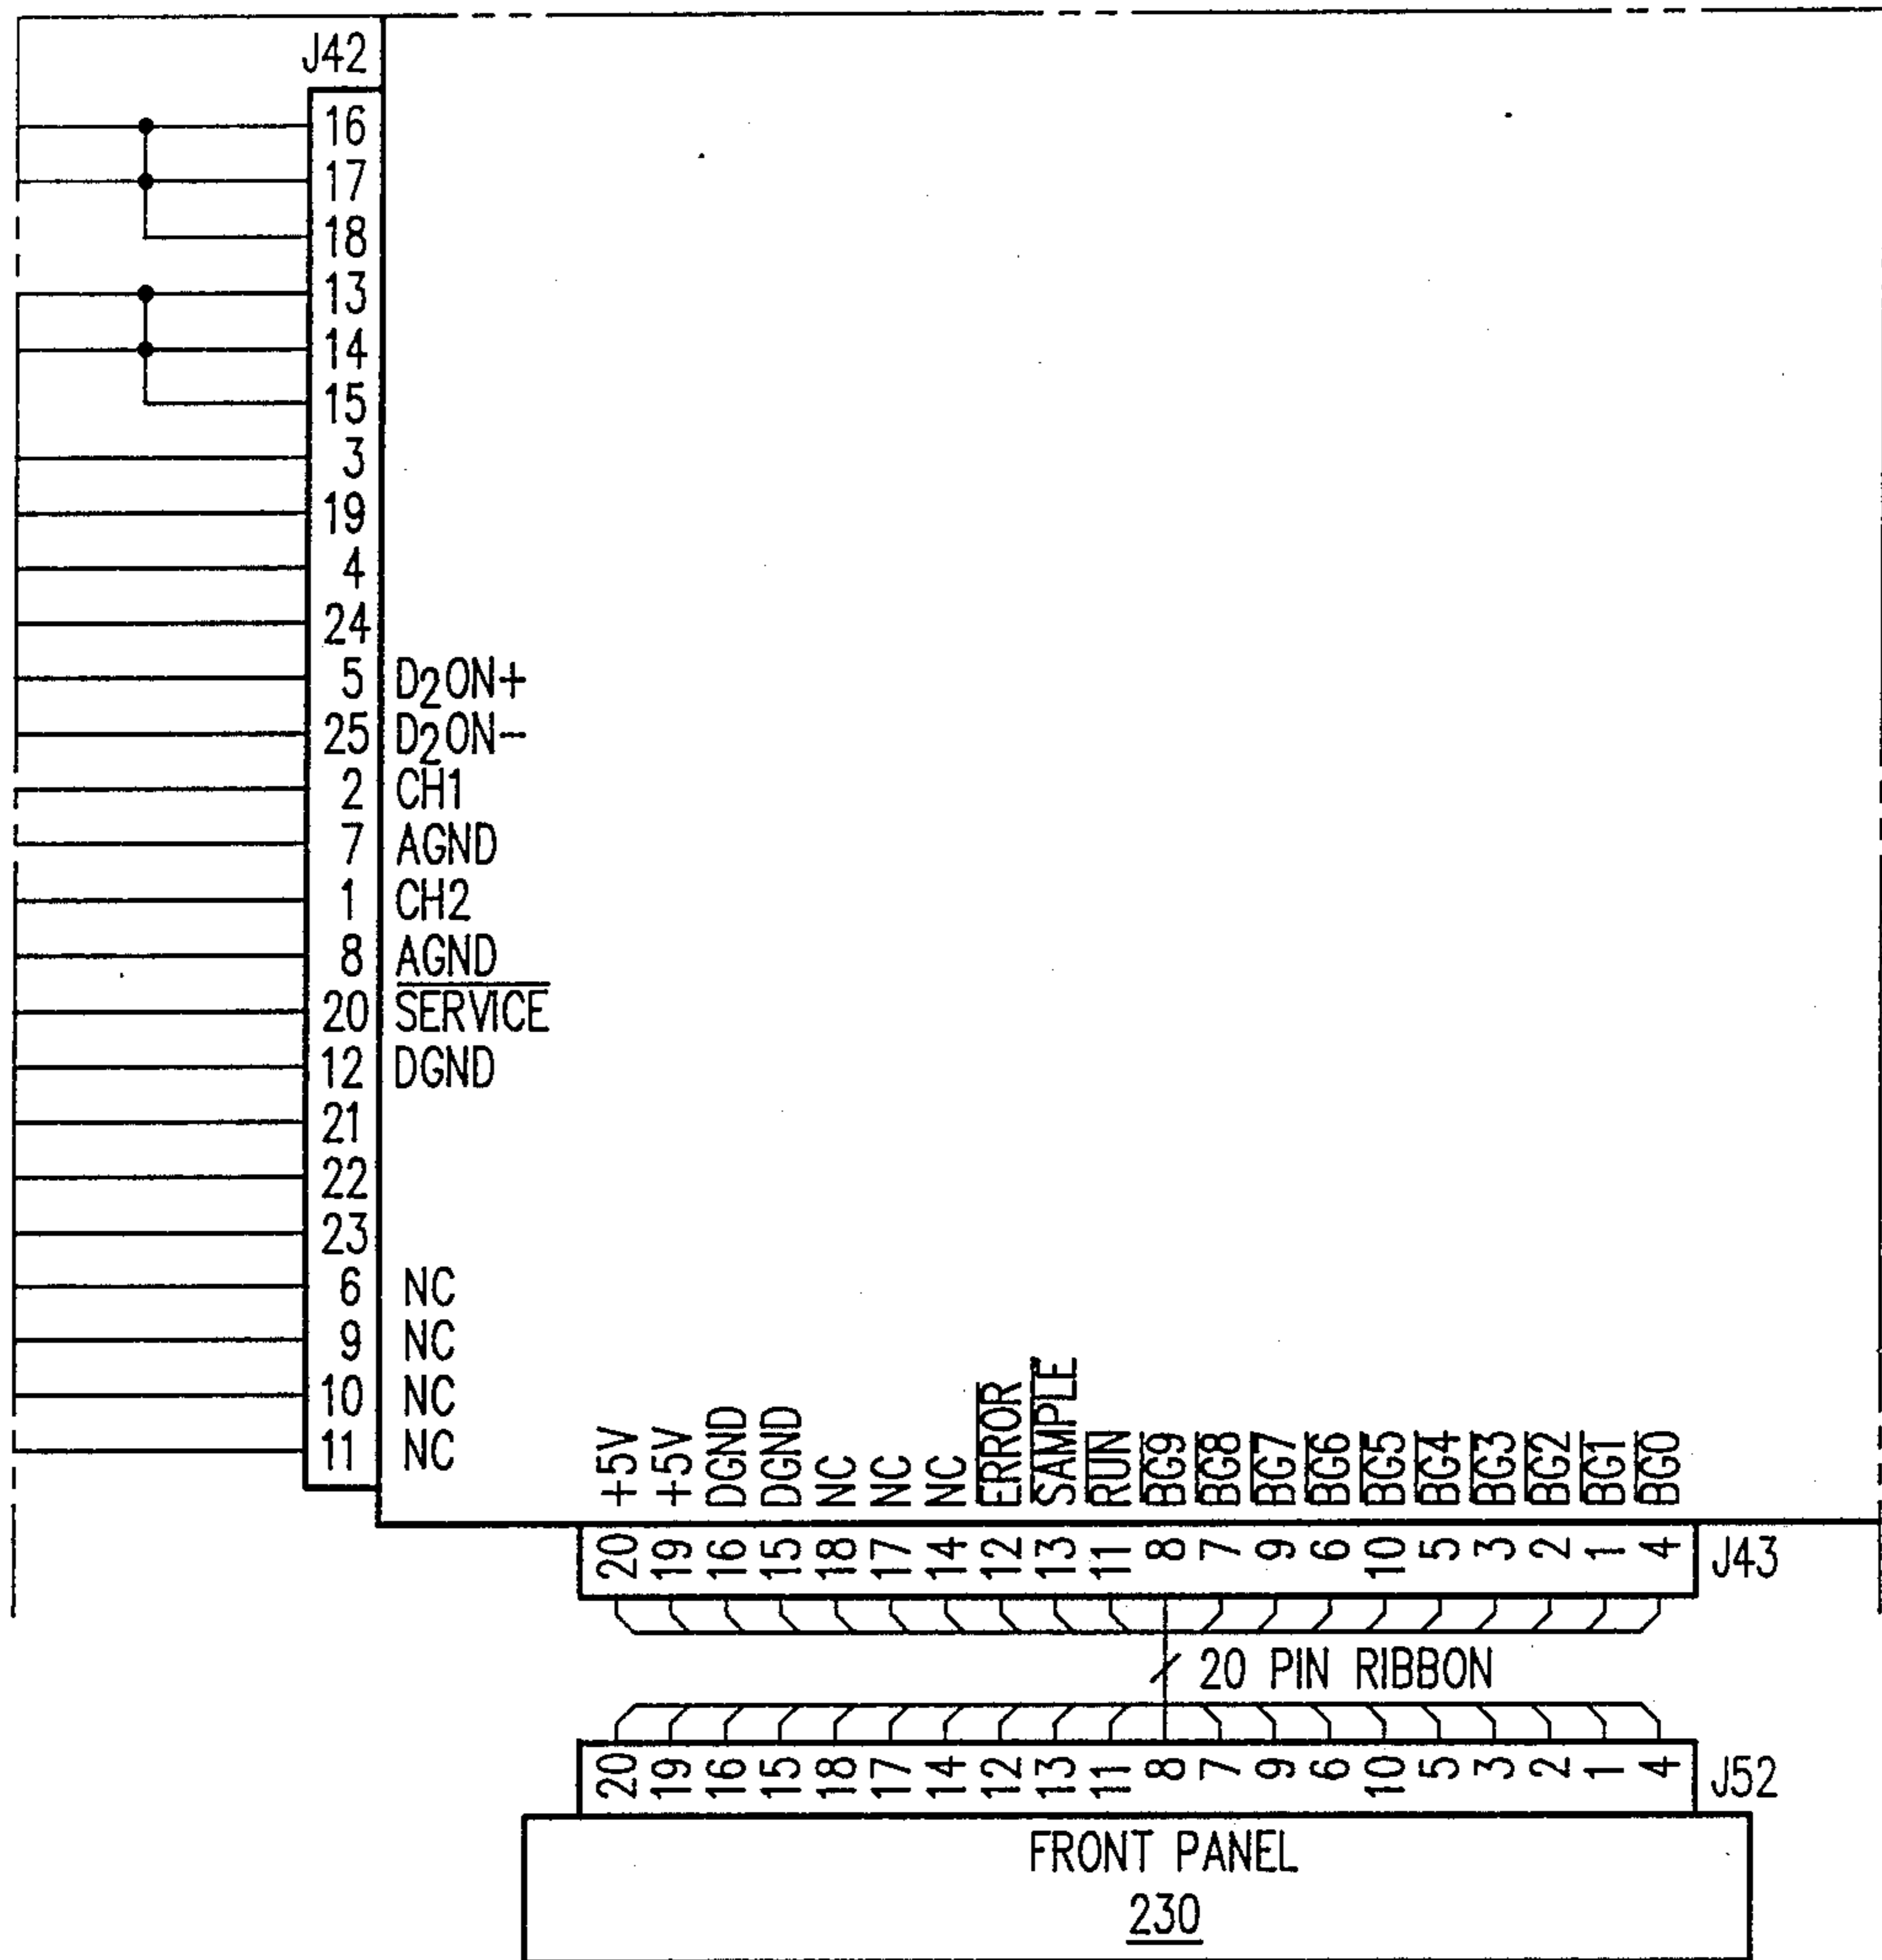 J42
16
17
18
13
14
15
3
19
4
24
5 D₂ON+
25 D₂ON-
2 CH1
7 AGND
1 CH2
8 AGND
20 SERVICE
12 DGND
21
22
23
6 NC
9 NC
10 NC
11 NC
+5V +5V DGND DGND NC NC NC ERROR SAMPLE RUN BG9 BG8 BG7 BG6 BG5 BG4 BG3 BG2 BG1 BG0
20 19 16 15 18 17 14 12 13 11 8 7 9 6 10 5 3 2 1 4 J43
20 PIN RIBBON
20 19 16 15 18 17 14 12 13 11 8 7 9 6 10 5 3 2 1 4 J52
FRONT PANEL
230